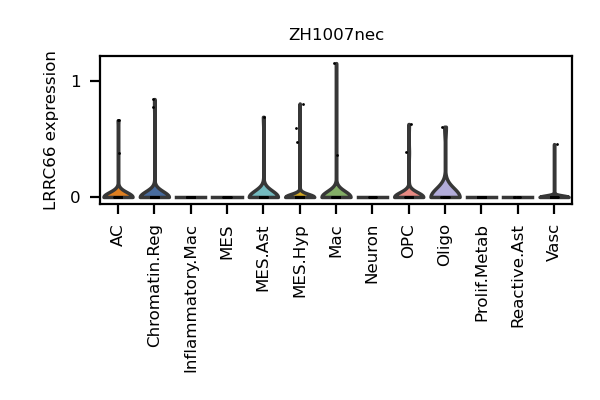 ZH1007nec
LRRC66 expression
1
0
AC
Chromatin.Reg
Inflammatory.Mac
MES
MES.Ast
MES.Hyp
Mac
Neuron
OPC
Oligo
Prolif.Metab
Reactive.Ast
Vasc